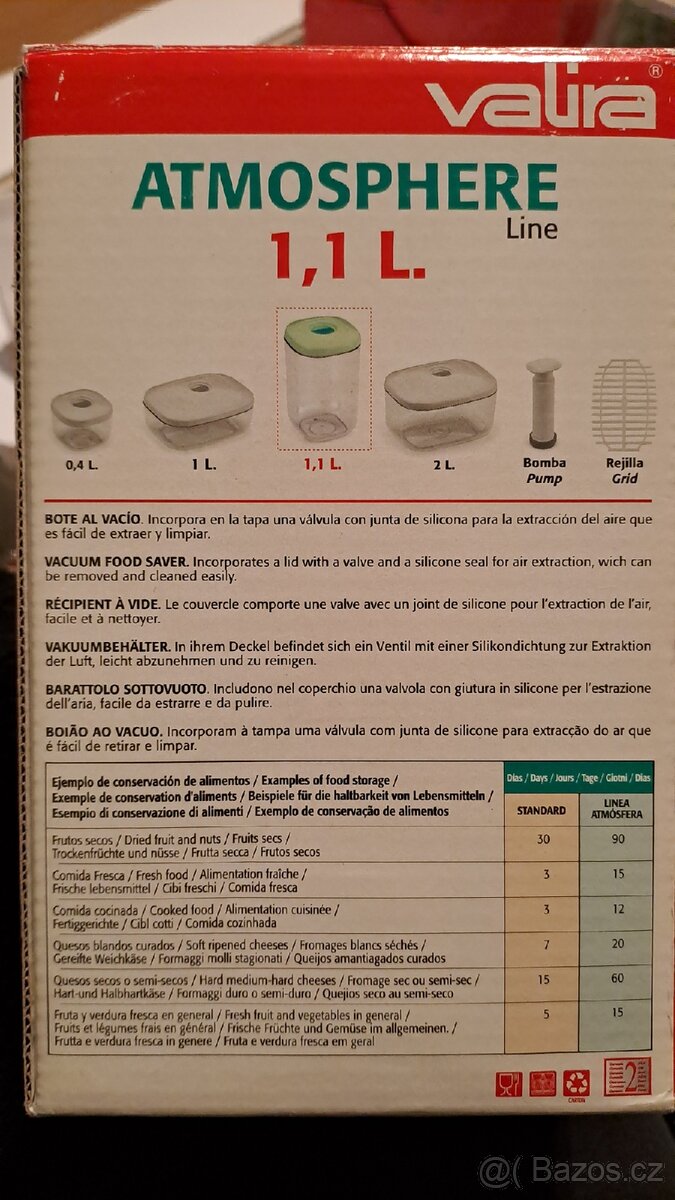 valira®
ATMOSPHERE
Line
1,1 L.
0,4 L.
1 L.
1,1 L.
2 L.
Bomba
Pump
Rejilla
Grid
BOTE AL VACÍO. Incorpora en la tapa una válvula con junta de silicona para la extracción del aire que
es fácil de extraer y limpiar.
VACUUM FOOD SAVER. Incorporates a lid with a valve and a silicone seal for air extraction, wich can
be removed and cleaned easily.
RÉCIPIENT À VIDE. Le couvercle comporte une valve avec un joint de silicone pour l'extraction de l'air,
facile et à nettoyer.
VAKUUMBEHÄLTER. In ihrem Deckel befindet sich ein Ventil mit einer Silikondichtung zur Extraktion
der Luft, leicht abzunehmen und zu reinigen.
BARATTOLO SOTTOVUOTO. Includono nel coperchio una valvola con giutura in silicone per l'estrazione
dell'aria, facile da estrarre e da pulire.
BOIÃO AO VACUO. Incorporam à tampa uma válvula com junta de silicone para extracção do ar que
é fácil de retirar e limpar.
Ejemplo de conservación de alimentos / Examples of food storage /
Exemple de conservation d'aliments / Beispiele für die haltbarkeit von Lebensmitteln /
Esempio di conservazione di alimenti / Exemplo de conservação de alimentos
Días / Days / Jours / Tage / Giotni / Dias
STANDARD
LINEA
ATMÓSFERA
Frutos secos / Dried fruit and nuts / Fruits secs /
Trockenfrüchte und nüsse / Frutta secca / Frutos secos
30
90
Comida Fresca / Fresh food / Alimentation fraîche /
Frische lebensmittel / Cibi freschi / Comida fresca
3
15
Comida cocinada / Cooked food / Alimentation cuisinée /
Fertiggerichte / Cibl cotti / Comida cozinhada
3
12
Quesos blandos curados / Soft ripened cheeses / Fromages blancs séchés /
Gereifte Weichkäse / Formaggi molli stagionati / Queijos amantiagados curados
7
20
Quesos secos o semi-secos / Hard medium-hard cheeses / Fromage sec ou semi-sec /
Hart-und Halbhartkäse / Formaggi duro o semi-duro / Queijos seco au semi-seco
15
60
Fruta y verdura fresca en general / Fresh fruit and vegetables in general /
Fruits et légumes frais en général / Frische Früchte und Gemüse im allgemeinen. /
Frutta e verdura fresca in genere / Fruta e verdura fresca em geral
5
15
CARTON
2
@( Bazos.cz